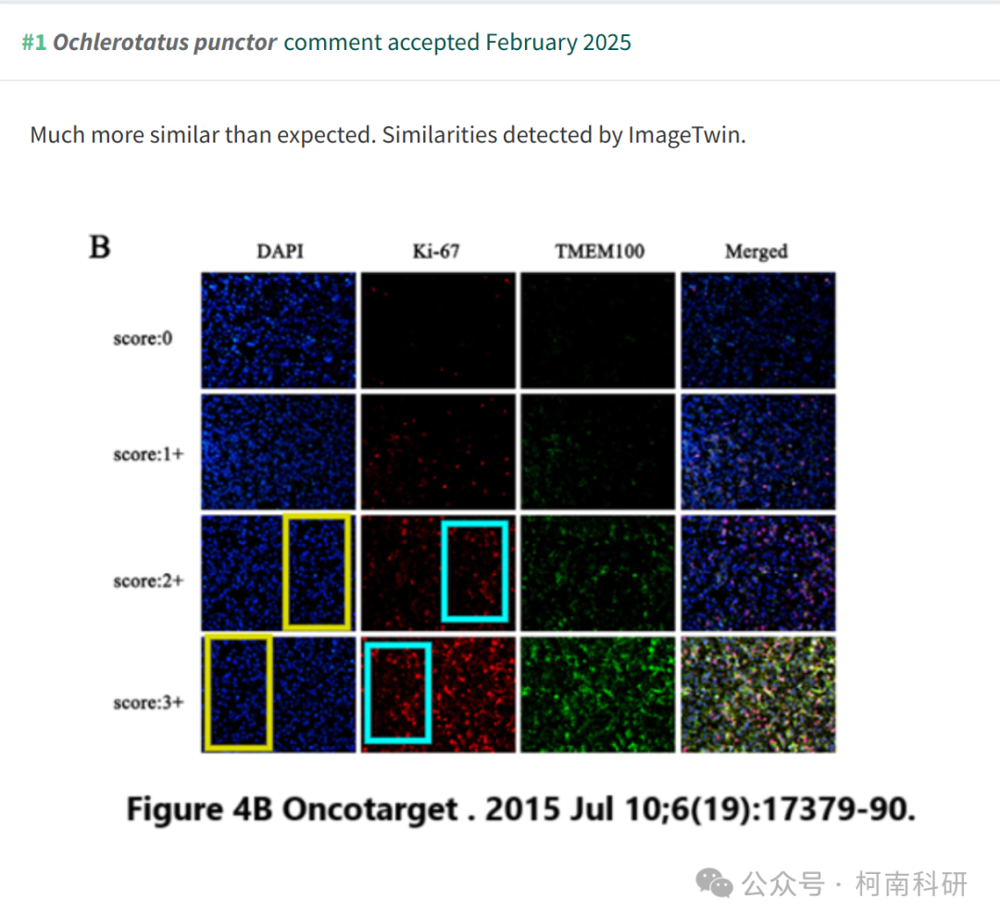 #1 Ochlerotatus punctor comment accepted February 2025
Much more similar than expected. Similarities detected by ImageTwin.
B
DAPI Ki-67 TMEM100 Merged
score:0
score:1+
score:2+
score:3+
Figure 4B Oncotarget . 2015 Jul 10;6(19):17379-90.
公众号 · 柯南科研